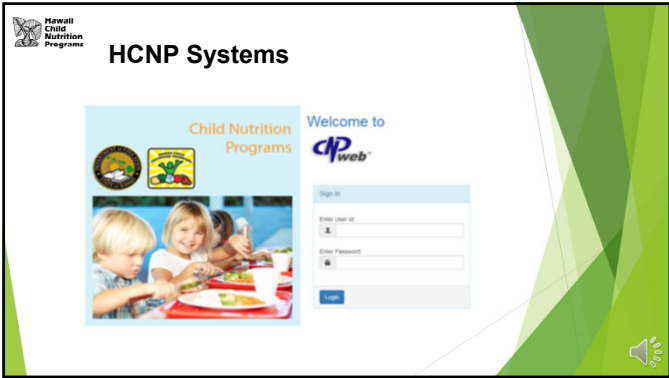 Hawaii
Child
Nutrition
Programs
HCNP Systems
Child Nutrition
Programs
Welcome to
CNPweb
Sign In
Enter User Id:
Enter Password:
Login